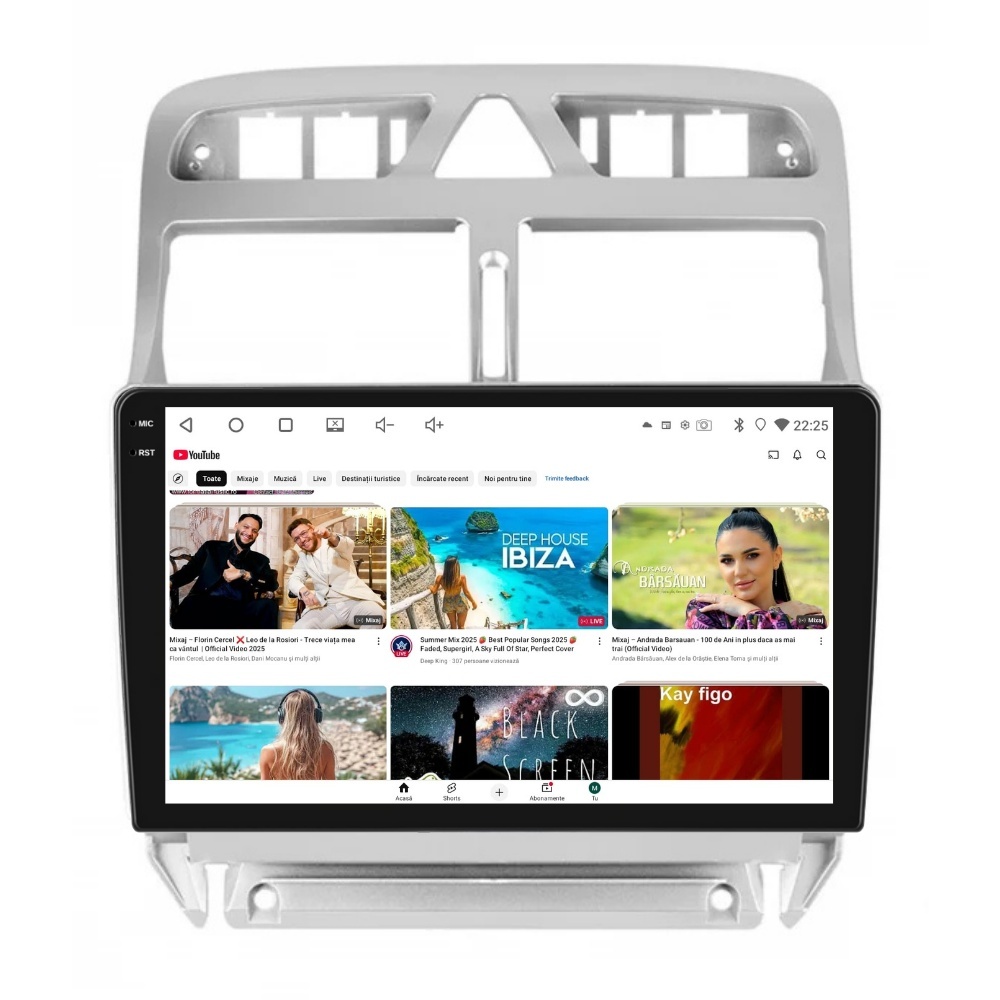 MIC
RST
22:25
YouTube
Toate
Mixaje
Muzică
Live
Destinații turistice
Încărcate recent
Noi pentru tine
Trimite feedback
Mixaj
DEEP HOUSE
IBIZA
LIVE
ANDRADA
BÂRSĂUAN
Mixaj
Mixaj – Florin Cercel ❌ Leo de la Rosiori - Trece viața mea
ca vântul | Official Video 2025
Florin Cercel, Leo de la Rosiori, Dani Mocanu și mulți alții
LIVE
Summer Mix 2025 🍓 Best Popular Songs 2025 🍓
Faded, Supergirl, A Sky Full Of Star, Perfect Cover
Deep King · 207 persoane vizionează
Mixaj – Andrada Barsauan - 100 de Ani in plus daca as mai
trai (Official Video)
Andrada Bârsăuan, Alex de la Orăștie, Elena Toma și mulți alții
BLACK
SCREEN
Kay figo
Acasă
Shorts
Abonamente
M
Tu